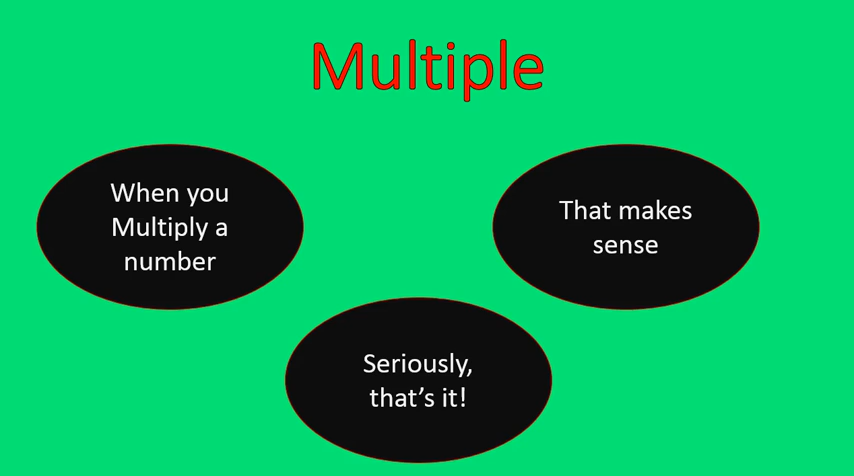 Multiple
When you
Multiply a
number
That makes
sense
Seriously,
that’s it!